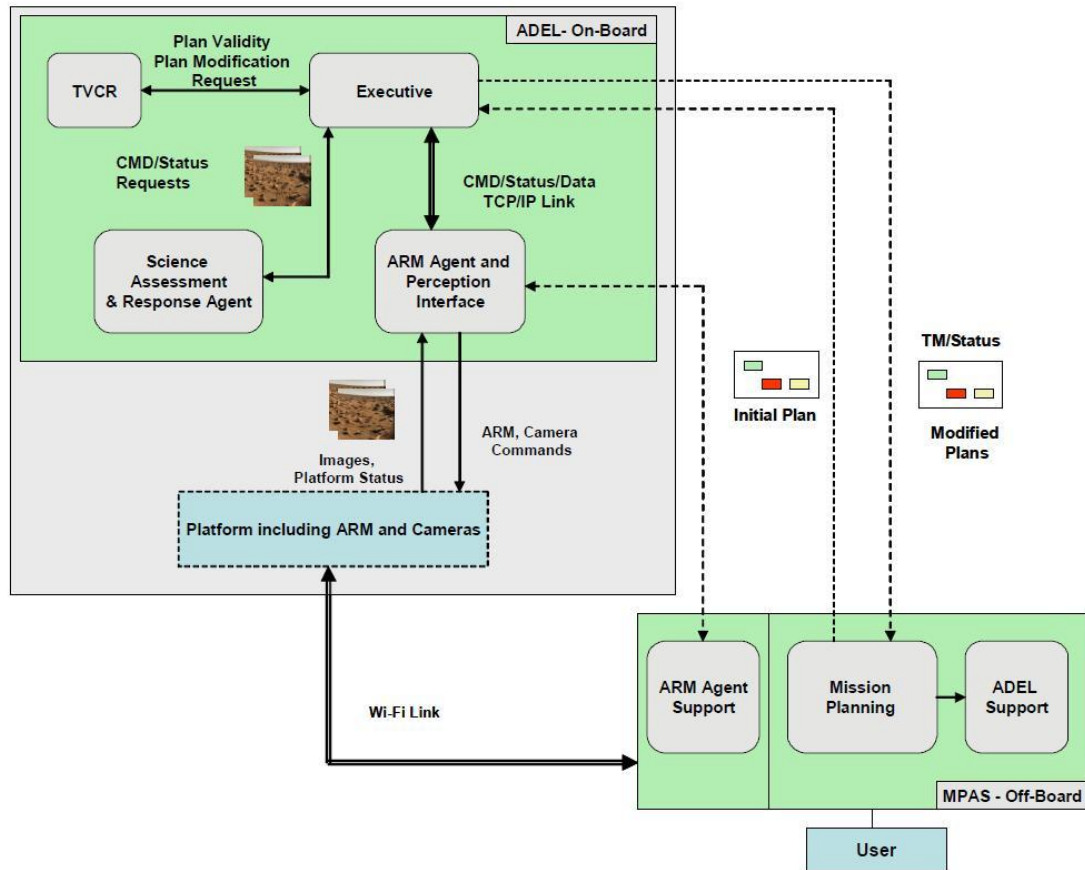 ADEL- On-Board
Plan Validity
Plan Modification
Request
TVCR
Executive
CMD/Status
Requests
CMD/Status/Data
TCP/IP Link
Science
Assessment
& Response Agent
ARM Agent and
Perception
Interface
TM/Status
Initial Plan
Modified
Plans
Images,
Platform Status
ARM, Camera
Commands
Platform including ARM and Cameras
Wi-Fi Link
ARM Agent
Support
Mission
Planning
ADEL
Support
MPAS - Off-Board
User